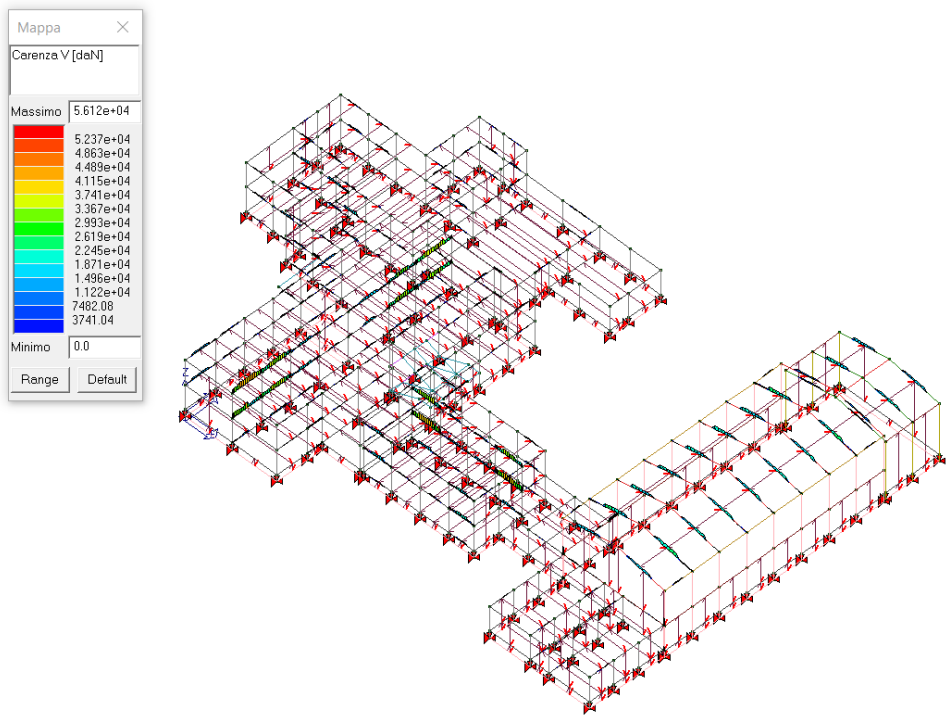 Mappa
Carenza V [daN]
Massimo 5.612e+04
5.237e+04
4.863e+04
4.489e+04
4.115e+04
3.741e+04
3.367e+04
2.993e+04
2.619e+04
2.245e+04
1.871e+04
1.496e+04
1.122e+04
7482.08
3741.04
Minimo 0.0
Range Default